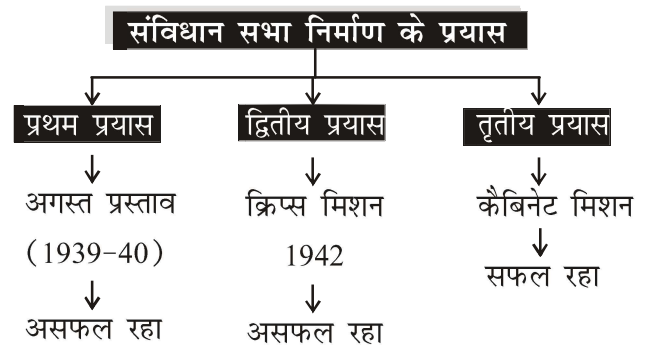 संविधान सभा निर्माण के प्रयास
प्रथम प्रयास
अगस्त प्रस्ताव
(1939-40)
असफल रहा
द्वितीय प्रयास
क्रिप्स मिशन
1942
असफल रहा
तृतीय प्रयास
कैबिनेट मिशन
सफल रहा